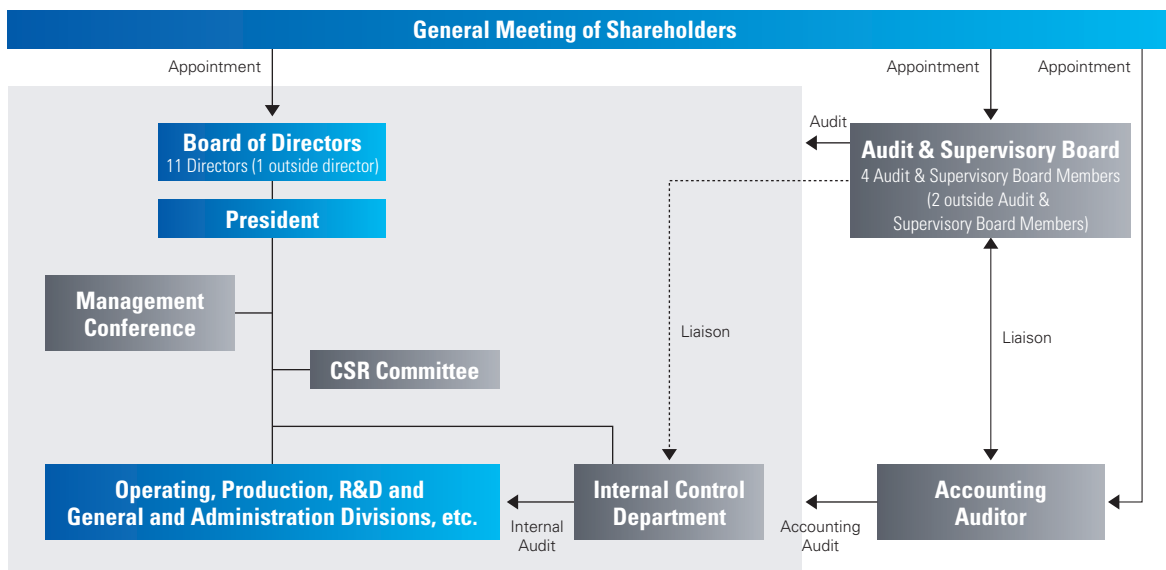 General Meeting of Shareholders
Appointment
Appointment
Appointment
Board of Directors
11 Directors (1 outside director)
Audit
Audit & Supervisory Board
4 Audit & Supervisory Board Members
(2 outside Audit &
Supervisory Board Members)
President
Management
Conference
Liaison
Liaison
CSR Committee
Operating, Production, R&D and
General and Administration Divisions, etc.
Internal
Audit
Internal Control
Department
Accounting
Audit
Accounting
Auditor